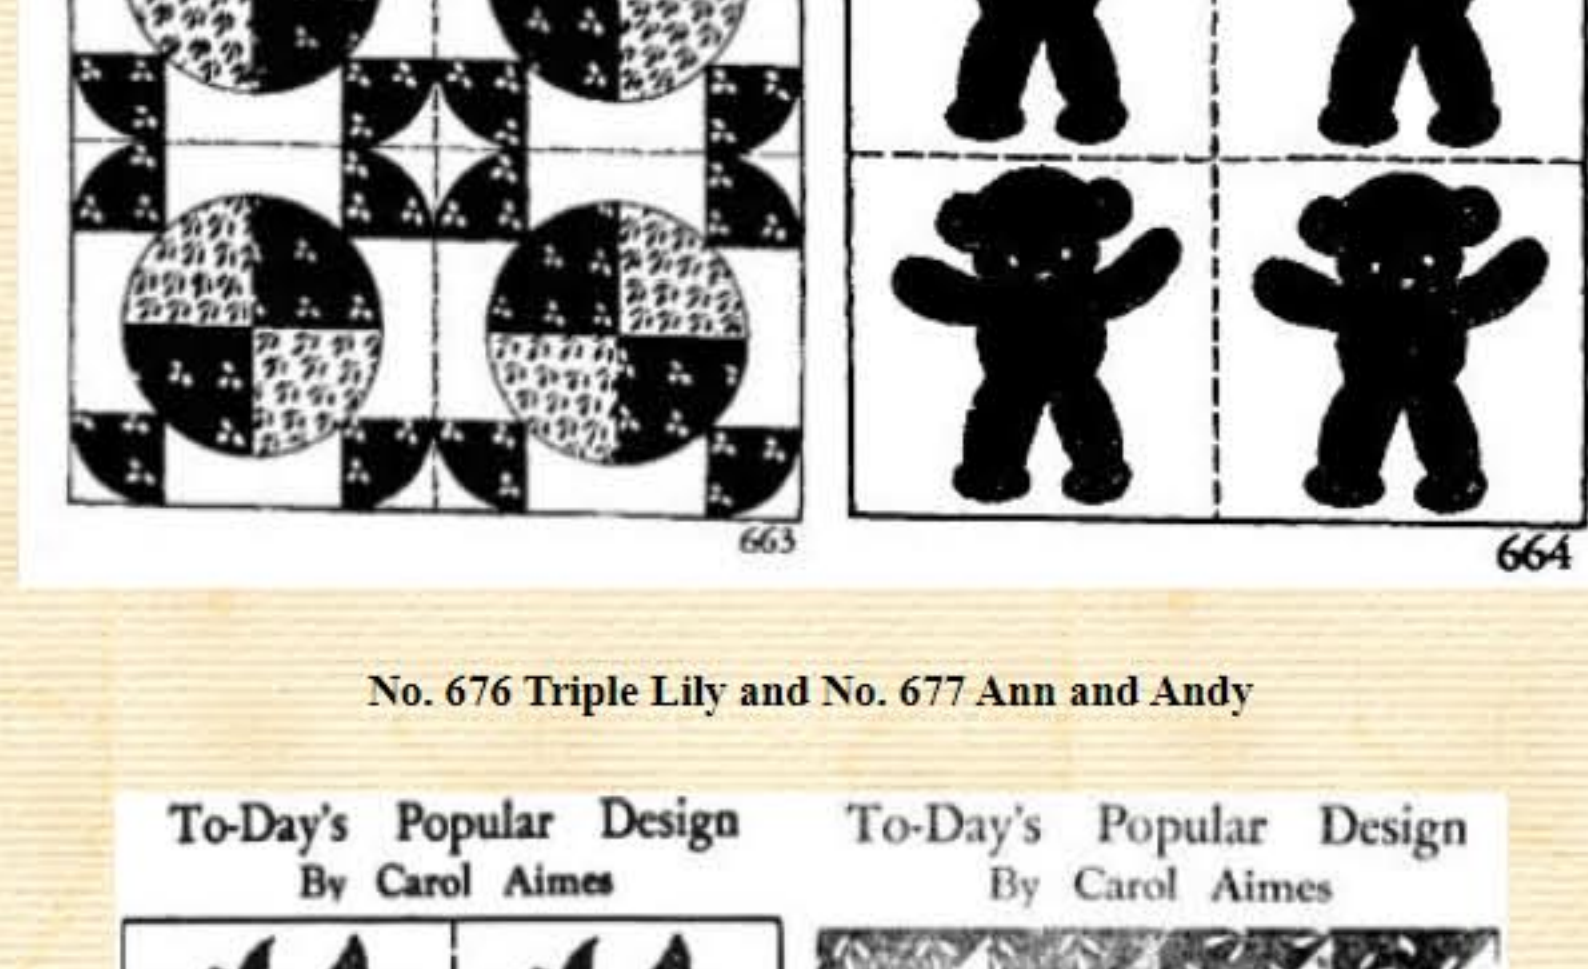 663
664
No. 676 Triple Lily and No. 677 Ann and Andy
To-Day's Popular Design
By Carol Aimes
To-Day's Popular Design
By Carol Aimes